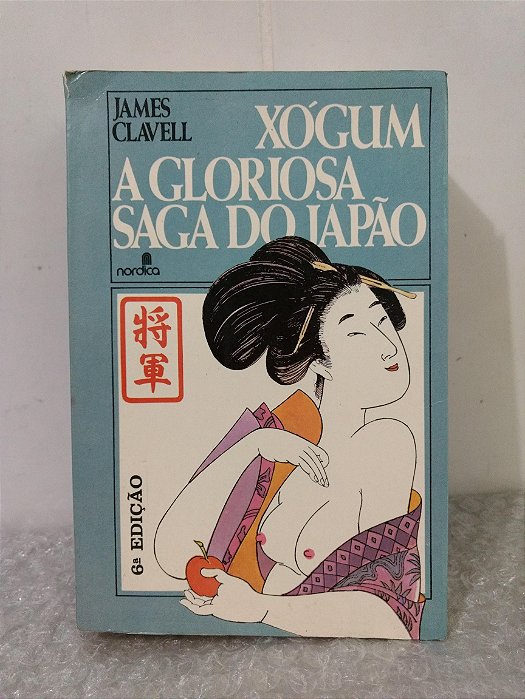 JAMES
CLAVELL
XÓGUM
A GLORIOSA
SAGA DO JAPÃO
nordica
将軍
6ª EDIÇÃO